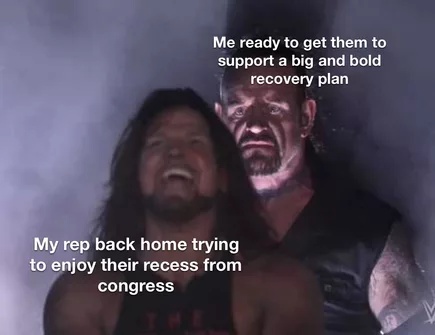 Me ready to get them to
support a big and bold
recovery plan
My rep back home trying
to enjoy their recess from
congress
THE